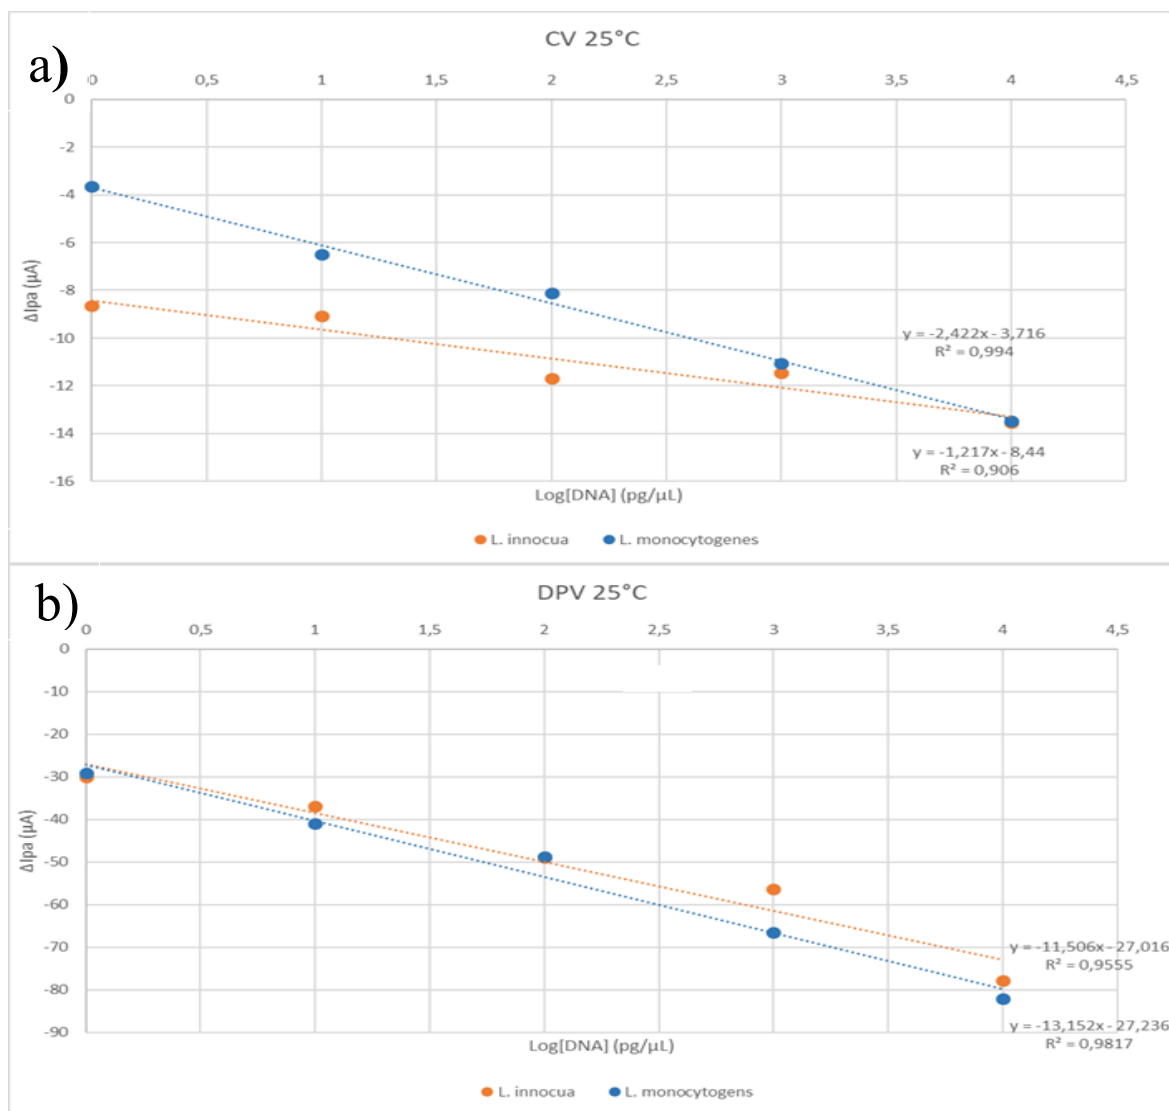 a)
CV 25°C
0 0,5 1 1,5 2 2,5 3 3,5 4 4,5
0
-2
-4
-6
-8
-10
-12
-14
-16
ΔIpa (µA)
y = -2,422x - 3,716
R² = 0,994
y = -1,217x - 8,44
R² = 0,906
Log[DNA] (pg/µL)
L. innocua L. monocytogenes
b)
DPV 25°C
0 0,5 1 1,5 2 2,5 3 3,5 4 4,5
0
-10
-20
-30
-40
-50
-60
-70
-80
-90
ΔIpa (µA)
y = -11,506x - 27,016
R² = 0,9555
y = -13,152x - 27,236
R² = 0,9817
Log[DNA] (pg/µL)
L. innocua L. monocytogens